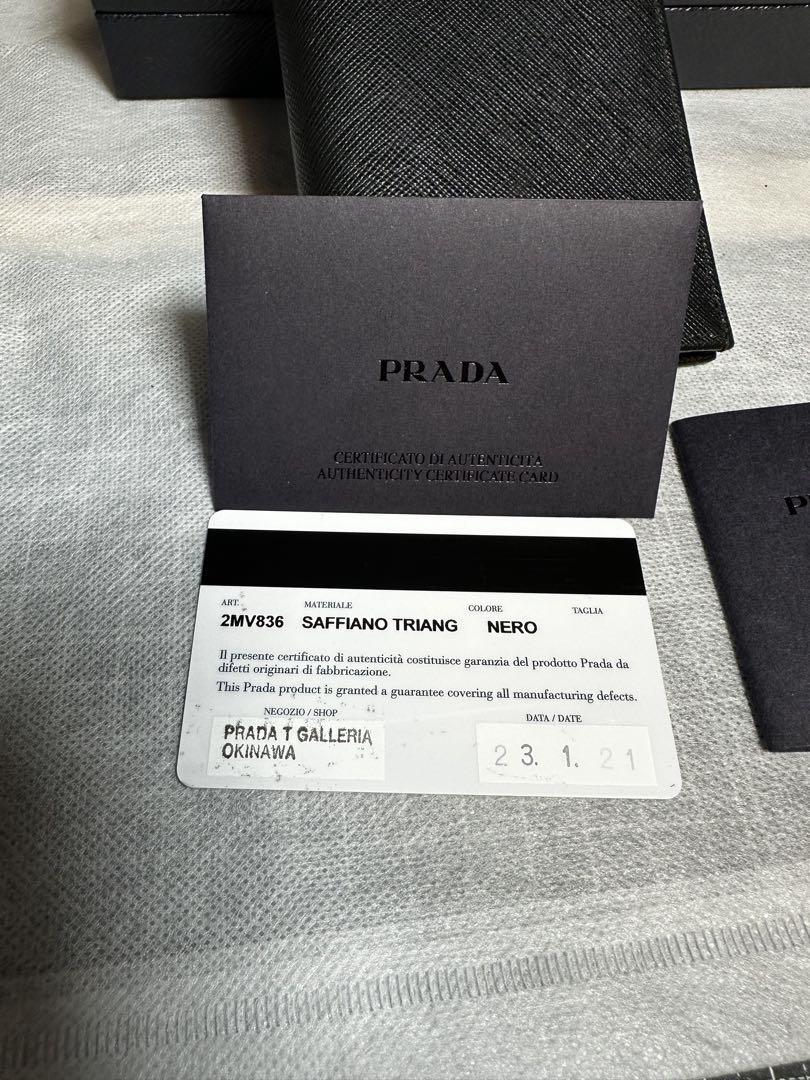 PRADA
CERTIFICATO DI AUTENTICITÀ
AUTHENTICITY CERTIFICATE CARD
P
ART. MATERIALE COLORE TAGLIA
2MV836 SAFFIANO TRIANG NERO
Il presente certificato di autenticità costituisce garanzia del prodotto Prada da
difetti originari di fabbricazione.
This Prada product is granted a guarantee covering all manufacturing defects.
NEGOZIO / SHOP DATA / DATE
PRADA T GALLERIA
OKINAWA
23. 1. 21